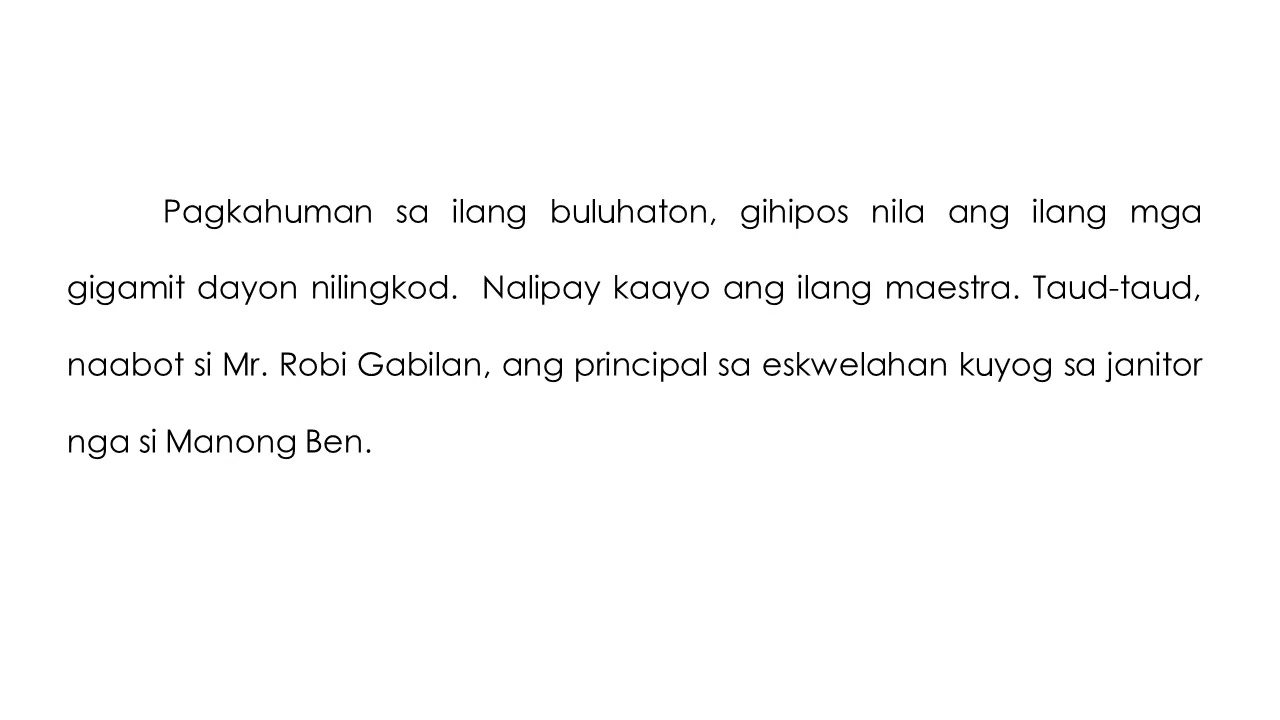 Pagkahuman sa ilang buluhaton, gihipos nila ang ilang mga
gigamit dayon nilingkod.  Nalipay kaayo ang ilang maestra. Taud-taud,
naabot si Mr. Robi Gabilan, ang principal sa eskwelahan kuyog sa janitor
nga si Manong Ben.